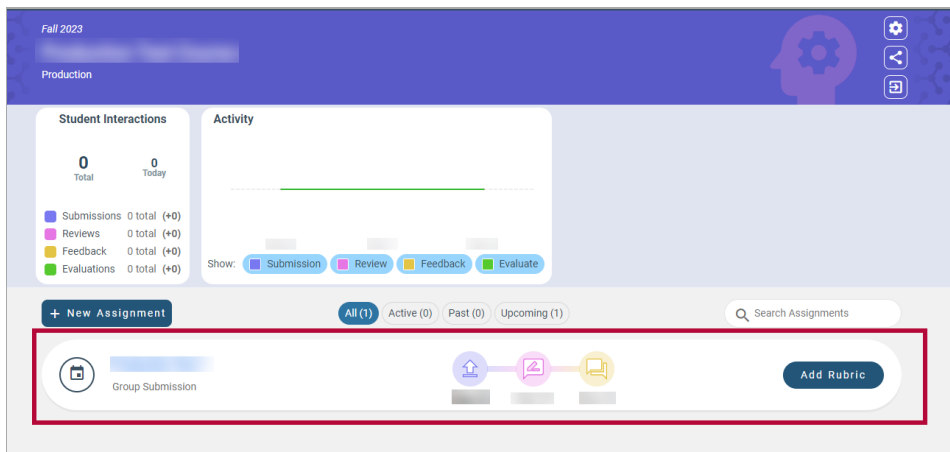 Fall 2023
Production
Student Interactions
0
Total
0
Today
Submissions 0 total (+0)
Reviews 0 total (+0)
Feedback 0 total (+0)
Evaluations 0 total (+0)
Activity
Show: Submission Review Feedback Evaluate
+ New Assignment
All (1) Active (0) Past (0) Upcoming (1)
Search Assignments
Group Submission
Add Rubric